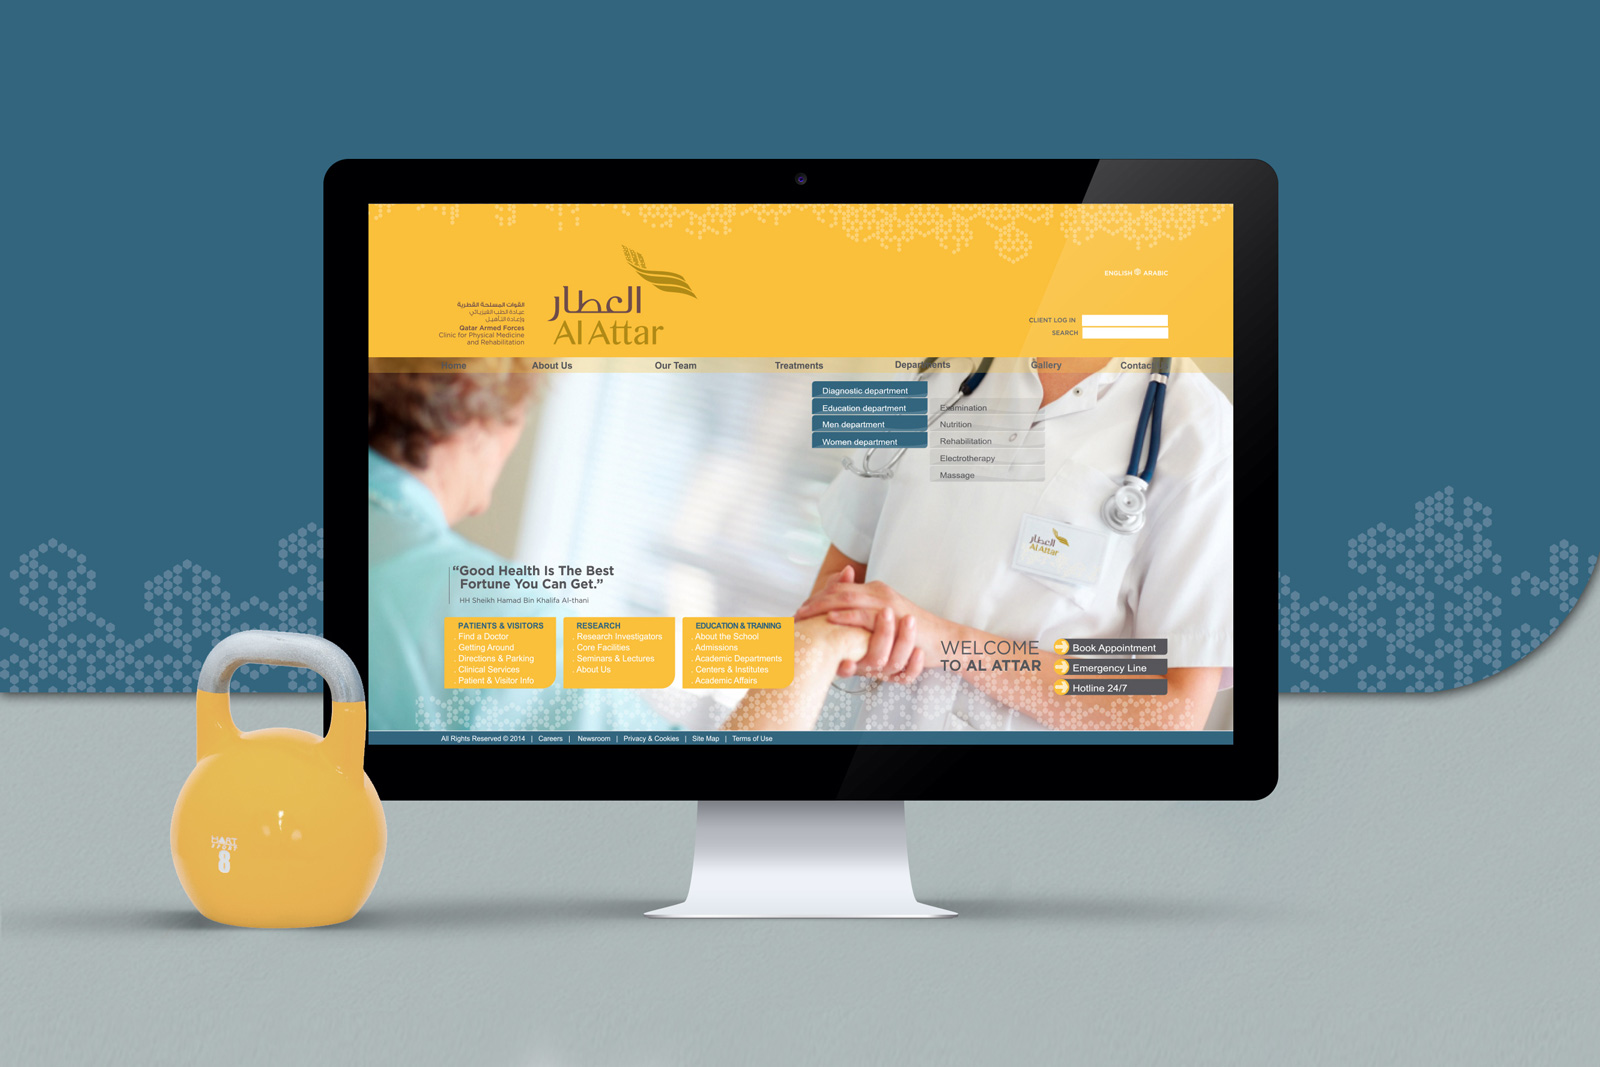 ENGLISH ARABIC
القوات المسلحة القطرية
عيادة الطب الفيزيائي
وإعادة التأهيل
Qatar Armed Forces
Clinic for Physical Medicine
and Rehabilitation
العطار
Al Attar
CLIENT LOG IN
SEARCH
Home About Us Our Team Treatments Departments Gallery Contact
Diagnostic department
Education department
Men department
Women department
Examination
Nutrition
Rehabilitation
Electrotherapy
Massage
العطار
Al Attar
“Good Health Is The Best
Fortune You Can Get.”
HH Sheikh Hamad Bin Khalifa Al-thani
PATIENTS & VISITORS
. Find a Doctor
. Getting Around
. Directions & Parking
. Clinical Services
. Patient & Visitor Info
RESEARCH
. Research Investigators
. Core Facilities
. Seminars & Lectures
. About Us
EDUCATION & TRAINING
. About the School
. Admissions
. Academic Departments
. Centers & Institutes
. Academic Affairs
WELCOME
TO AL ATTAR
Book Appointment
Emergency Line
Hotline 24/7
All Rights Reserved © 2014 | Careers | Newsroom | Privacy & Cookies | Site Map | Terms of Use
HART
SPORT
8